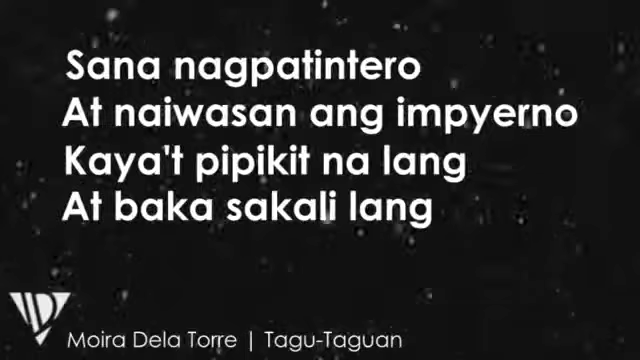 Sana nagpatintero
At naiwasan ang impyerno
Kaya't pipikit na lang
At baka sakali lang
Moira Dela Torre | Tagu-Taguan